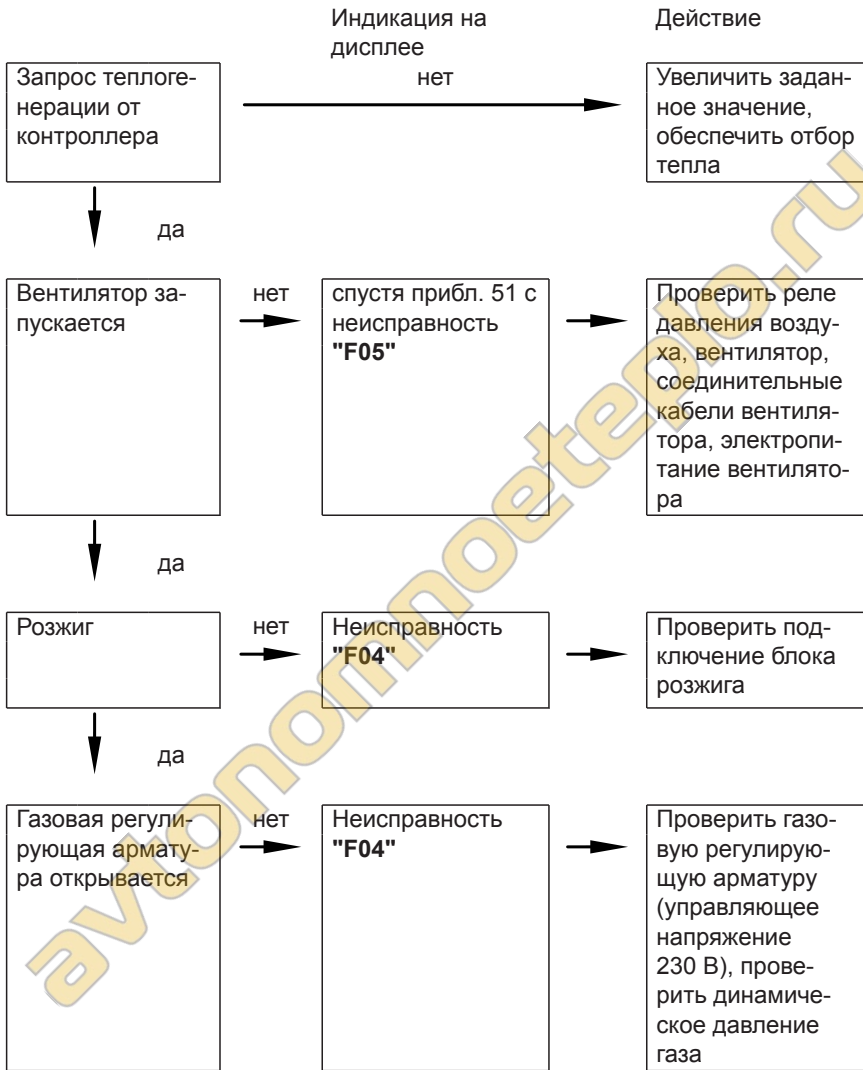 Индикация на
дисплее
Действие
Запрос теплоге-
нерации от
контроллера
нет
Увеличить задан-
ное значение,
обеспечить отбор
тепла
да
Вентилятор за-
пускается
нет
спустя прибл. 51 с
неисправность
"F05"
Проверить реле
давления возду-
ха, вентилятор,
соединительные
кабели вентиля-
тора, электропи-
тание вентилято-
ра
да
Розжиг
нет
Неисправность
"F04"
Проверить под-
ключение блока
розжига
да
Газовая регули-
рующая армату-
ра открывается
нет
Неисправность
"F04"
Проверить газо-
вую регулирую-
щую арматуру
(управляющее
напряжение
230 В), прове-
рить динамиче-
ское давление
газа
avtonomnoeteplo.ru